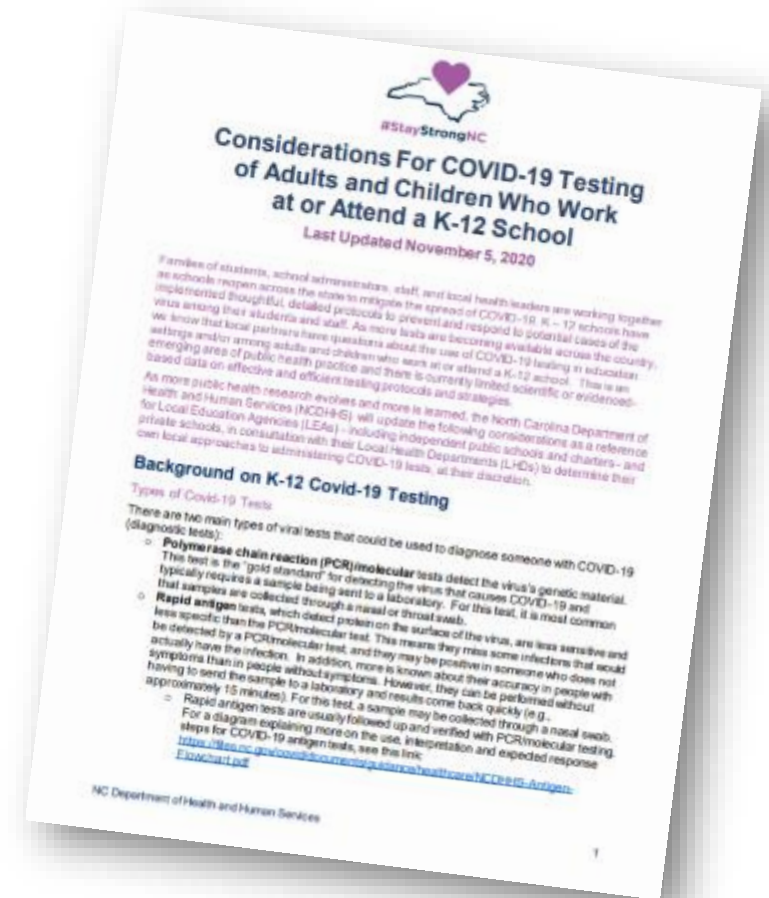 #StayStrongNC
Considerations For COVID-19 Testing
of Adults and Children Who Work
at or Attend a K-12 School
Last Updated November 5, 2020
Families of students, school administrators, staff, and local health leaders are working together
as schools reopen across the state to mitigate the spread of COVID-19. K – 12 schools have
implemented thoughtful, detailed protocols to prevent and respond to potential cases of the
virus among their students and staff. As more tests are becoming available across the country,
we know that local partners have questions about the use of COVID-19 testing in education
settings and/or among adults and children who work at or attend a K-12 school. This is an
emerging area of public health practice and there is currently limited scientific or evidenced-
based data on effective and efficient testing protocols and strategies.
As more public health research evolves and more is learned, the North Carolina Department of
Health and Human Services (NCDHHS) will update the following considerations as a reference
for Local Education Agencies (LEAs) - including independent public schools and charters - and
private schools, in consultation with their Local Health Departments (LHDs) to determine their
own local approaches to administering COVID-19 tests, at their discretion.
Background on K-12 Covid-19 Testing
Types of Covid-19 Tests
There are two main types of viral tests that could be used to diagnose someone with COVID-19
(diagnostic tests):
○ Polymerase chain reaction (PCR)/molecular tests detect the virus's genetic material.
This test is the "gold standard" for detecting the virus that causes COVID-19 and
typically requires a sample being sent to a laboratory. For this test, it is most common
that samples are collected through a nasal or throat swab.
○ Rapid antigen tests, which detect protein on the surface of the virus, are less sensitive and
less specific than the PCR/molecular test. This means they miss some infections that would
be detected by a PCR/molecular test, and they may be positive in someone who does not
actually have the infection. In addition, more is known about their accuracy in people with
symptoms than in people without symptoms. However, they can be performed without
having to send the sample to a laboratory and results come back quickly (e.g.,
approximately 15 minutes). For this test, a sample may be collected through a nasal swab.
○ Rapid antigen tests are usually followed up and verified with PCR/molecular testing.
For a diagram explaining more on the use, interpretation and expected response
steps for COVID-19 antigen tests, see this link:
https://files.nc.gov/covid/documents/guidance/healthcare/NCDHHS-Antigen-
Flowchart.pdf
NC Department of Health and Human Services
1